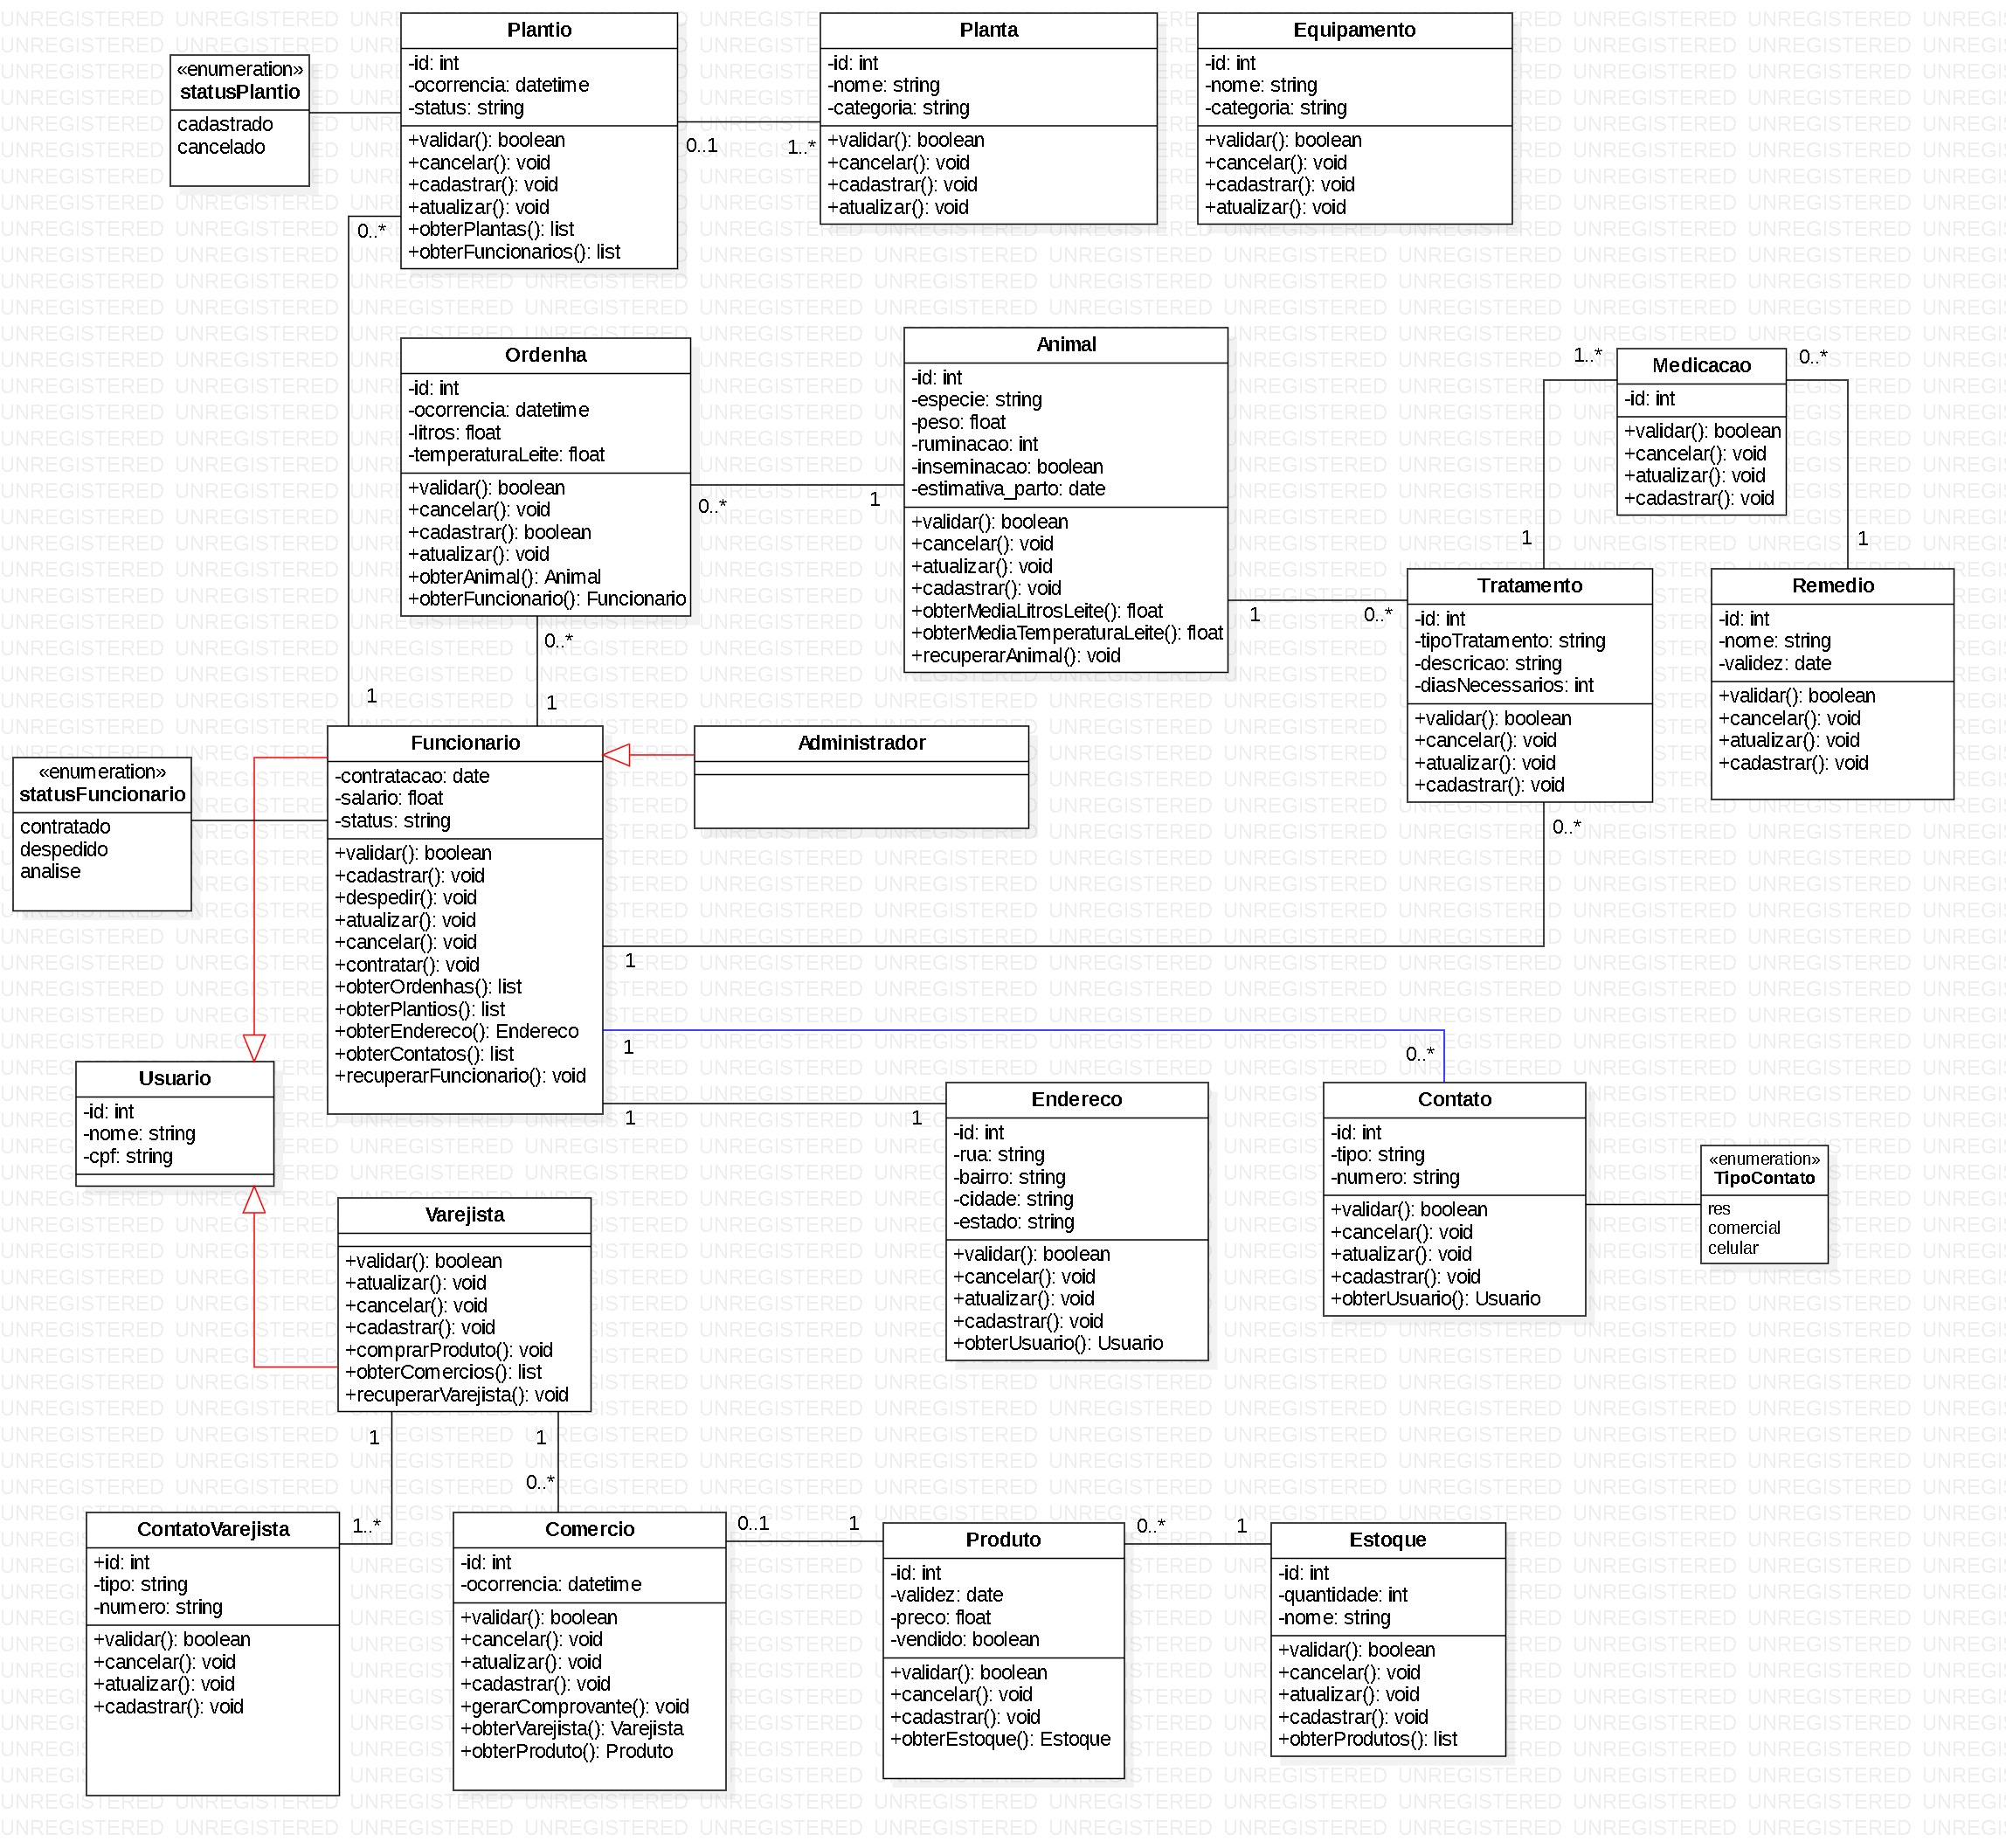 Plantio
-id: int
-ocorrencia: datetime
-status: string
+validar(): boolean
+cancelar(): void
+cadastrar(): void
+atualizar(): void
+obterPlantas(): list
+obterFuncionarios(): list
«enumeration»
statusPlantio
cadastrado
cancelado
0..1
1..*
Planta
-id: int
-nome: string
-categoria: string
+validar(): boolean
+cancelar(): void
+cadastrar(): void
+atualizar(): void
Equipamento
-id: int
-nome: string
-categoria: string
+validar(): boolean
+cancelar(): void
+cadastrar(): void
+atualizar(): void
0..*
1
Ordenha
-id: int
-ocorrencia: datetime
-litros: float
-temperaturaLeite: float
+validar(): boolean
+cancelar(): void
+cadastrar(): boolean
+atualizar(): void
+obterAnimal(): Animal
+obterFuncionario(): Funcionario
0..*
1
0..*
1
Animal
-id: int
-especie: string
-peso: float
-ruminacao: int
-inseminacao: boolean
-estimativa_parto: date
+validar(): boolean
+cancelar(): void
+atualizar(): void
+cadastrar(): void
+obterMediaLitrosLeite(): float
+obterMediaTemperaturaLeite(): float
+recuperarAnimal(): void
1
0..*
1..*
Medicacao
0..*
-id: int
+validar(): boolean
+cancelar(): void
+atualizar(): void
+cadastrar(): void
1
1
Tratamento
-id: int
-tipoTratamento: string
-descricao: string
-diasNecessarios: int
+validar(): boolean
+cancelar(): void
+atualizar(): void
+cadastrar(): void
0..*
Remedio
-id: int
-nome: string
-validez: date
+validar(): boolean
+cancelar(): void
+atualizar(): void
+cadastrar(): void
Funcionario
-contratacao: date
-salario: float
-status: string
+validar(): boolean
+cadastrar(): void
+despedir(): void
+atualizar(): void
+cancelar(): void
+contratar(): void
+obterOrdenhas(): list
+obterPlantios(): list
+obterEndereco(): Endereco
+obterContatos(): list
+recuperarFuncionario(): void
Administrador
«enumeration»
statusFuncionario
contratado
despedido
analise
1
1
0..*
1
1
Usuario
-id: int
-nome: string
-cpf: string
Endereco
-id: int
-rua: string
-bairro: string
-cidade: string
-estado: string
+validar(): boolean
+cancelar(): void
+atualizar(): void
+cadastrar(): void
+obterUsuario(): Usuario
Contato
-id: int
-tipo: string
-numero: string
+validar(): boolean
+cancelar(): void
+atualizar(): void
+cadastrar(): void
+obterUsuario(): Usuario
«enumeration»
TipoContato
res
comercial
celular
Varejista
+validar(): boolean
+atualizar(): void
+cancelar(): void
+cadastrar(): void
+comprarProduto(): void
+obterComercios(): list
+recuperarVarejista(): void
1
1
0..*
1..*
ContatoVarejista
+id: int
-tipo: string
-numero: string
+validar(): boolean
+cancelar(): void
+atualizar(): void
+cadastrar(): void
Comercio
-id: int
-ocorrencia: datetime
+validar(): boolean
+cancelar(): void
+atualizar(): void
+cadastrar(): void
+gerarComprovante(): void
+obterVarejista(): Varejista
+obterProduto(): Produto
0..1
1
Produto
-id: int
-validez: date
-preco: float
-vendido: boolean
+validar(): boolean
+cancelar(): void
+cadastrar(): void
+obterEstoque(): Estoque
0..*
1
Estoque
-id: int
-quantidade: int
-nome: string
+validar(): boolean
+cancelar(): void
+atualizar(): void
+cadastrar(): void
+obterProdutos(): list